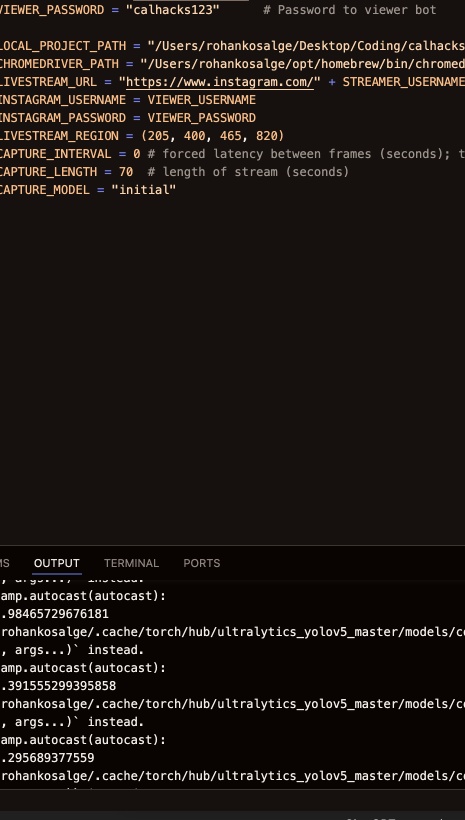 VIEWER_PASSWORD = "calhacks123" # Password to viewer bot
LOCAL_PROJECT_PATH = "/Users/rohankosalge/Desktop/Coding/calhacks
CHROMEDRIVER_PATH = "/Users/rohankosalge/opt/homebrew/bin/chromed
LIVESTREAM_URL = "https://www.instagram.com/" + STREAMER_USERNAME
INSTAGRAM_USERNAME = VIEWER_USERNAME
INSTAGRAM_PASSWORD = VIEWER_PASSWORD
LIVESTREAM_REGION = (205, 400, 465, 820)
CAPTURE_INTERVAL = 0 # forced latency between frames (seconds); t
CAPTURE_LENGTH = 70 # length of stream (seconds)
CAPTURE_MODEL = "initial"
MS OUTPUT TERMINAL PORTS
, args...)` instead.
amp.autocast(autocast):
.98465729676181
rohankosalge/.cache/torch/hub/ultralytics_yolov5_master/models/co
, args...)` instead.
amp.autocast(autocast):
.391555299395858
rohankosalge/.cache/torch/hub/ultralytics_yolov5_master/models/co
, args...)` instead.
amp.autocast(autocast):
.295689377559
rohankosalge/.cache/torch/hub/ultralytics_yolov5_master/models/co